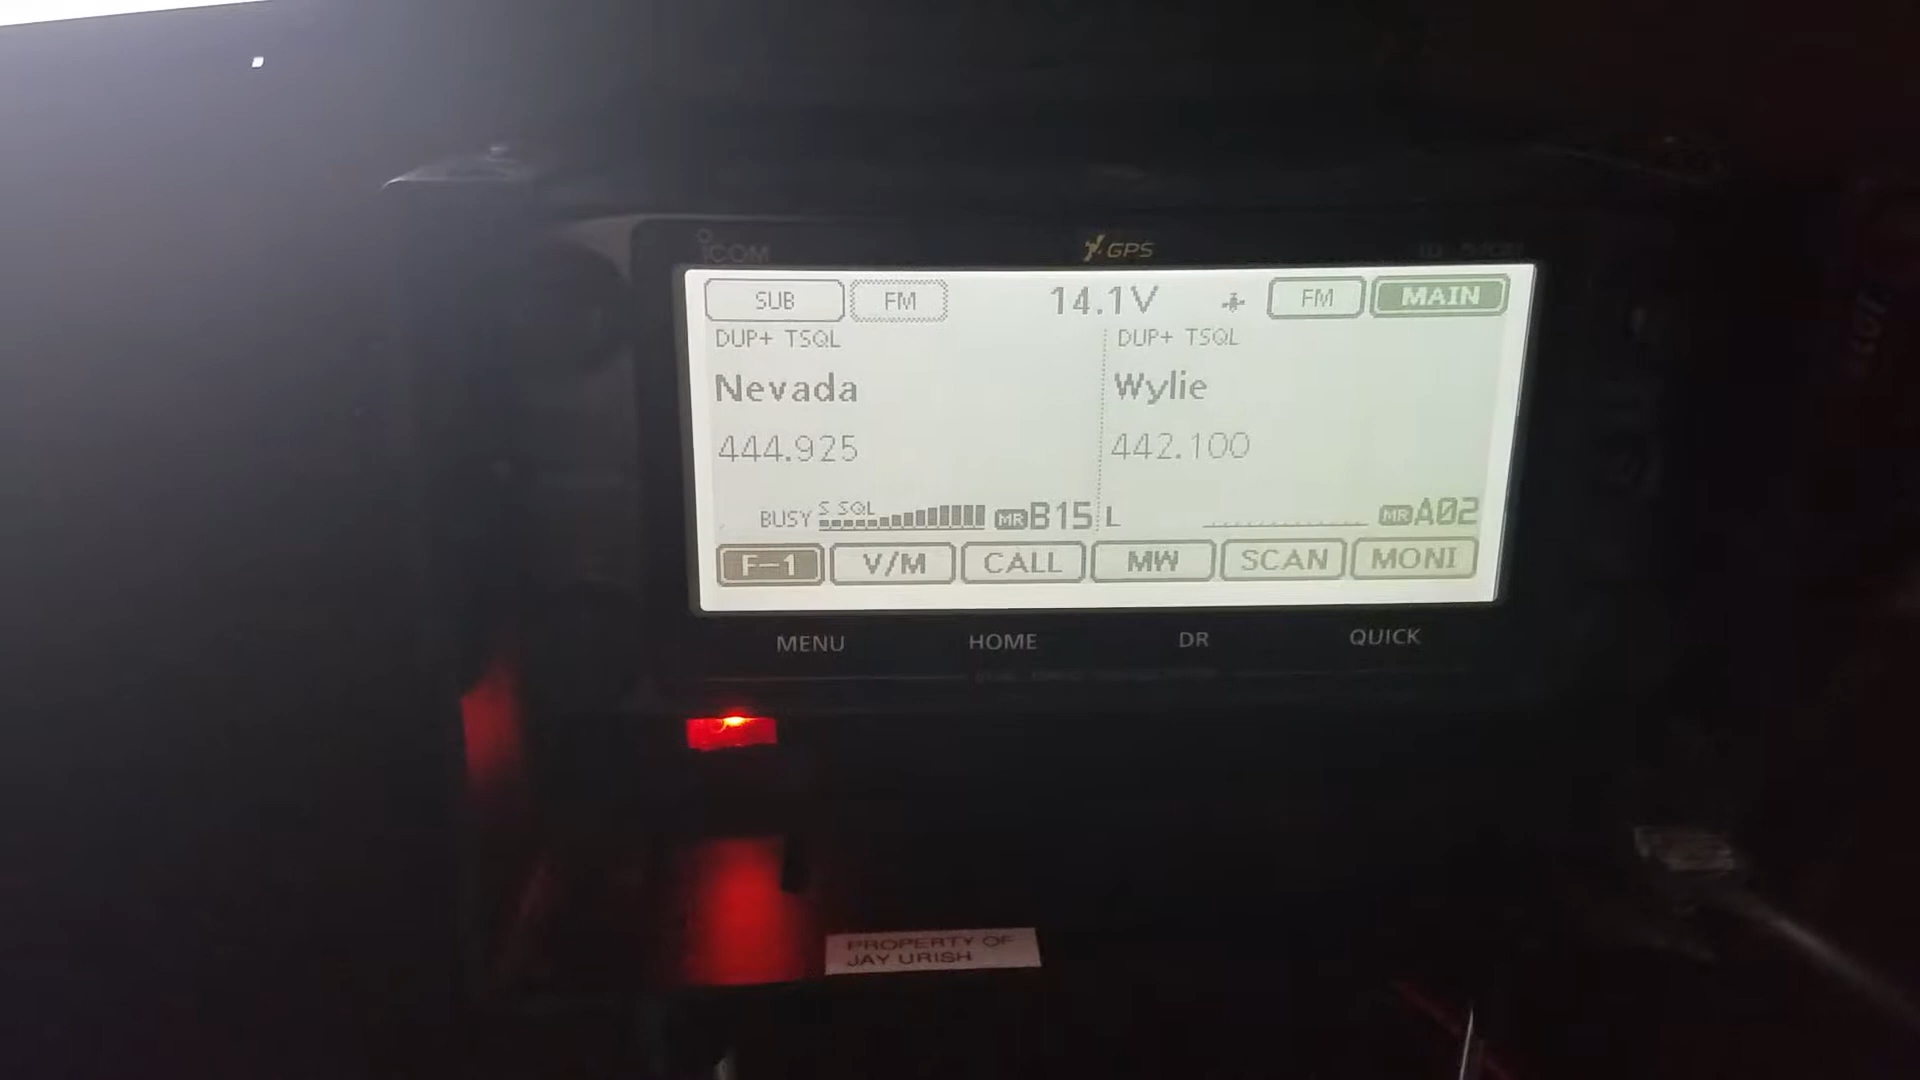 ICOM
GPS
SUB FM 14.1V FM MAIN
DUP+ TSQL DUP+ TSQL
Nevada Wylie
444.925 442.100
BUSY S SQL MR B15 L MR A02
F-1 V/M CALL MW SCAN MONI
MENU HOME DR QUICK
PROPERTY OF
JAY URISH